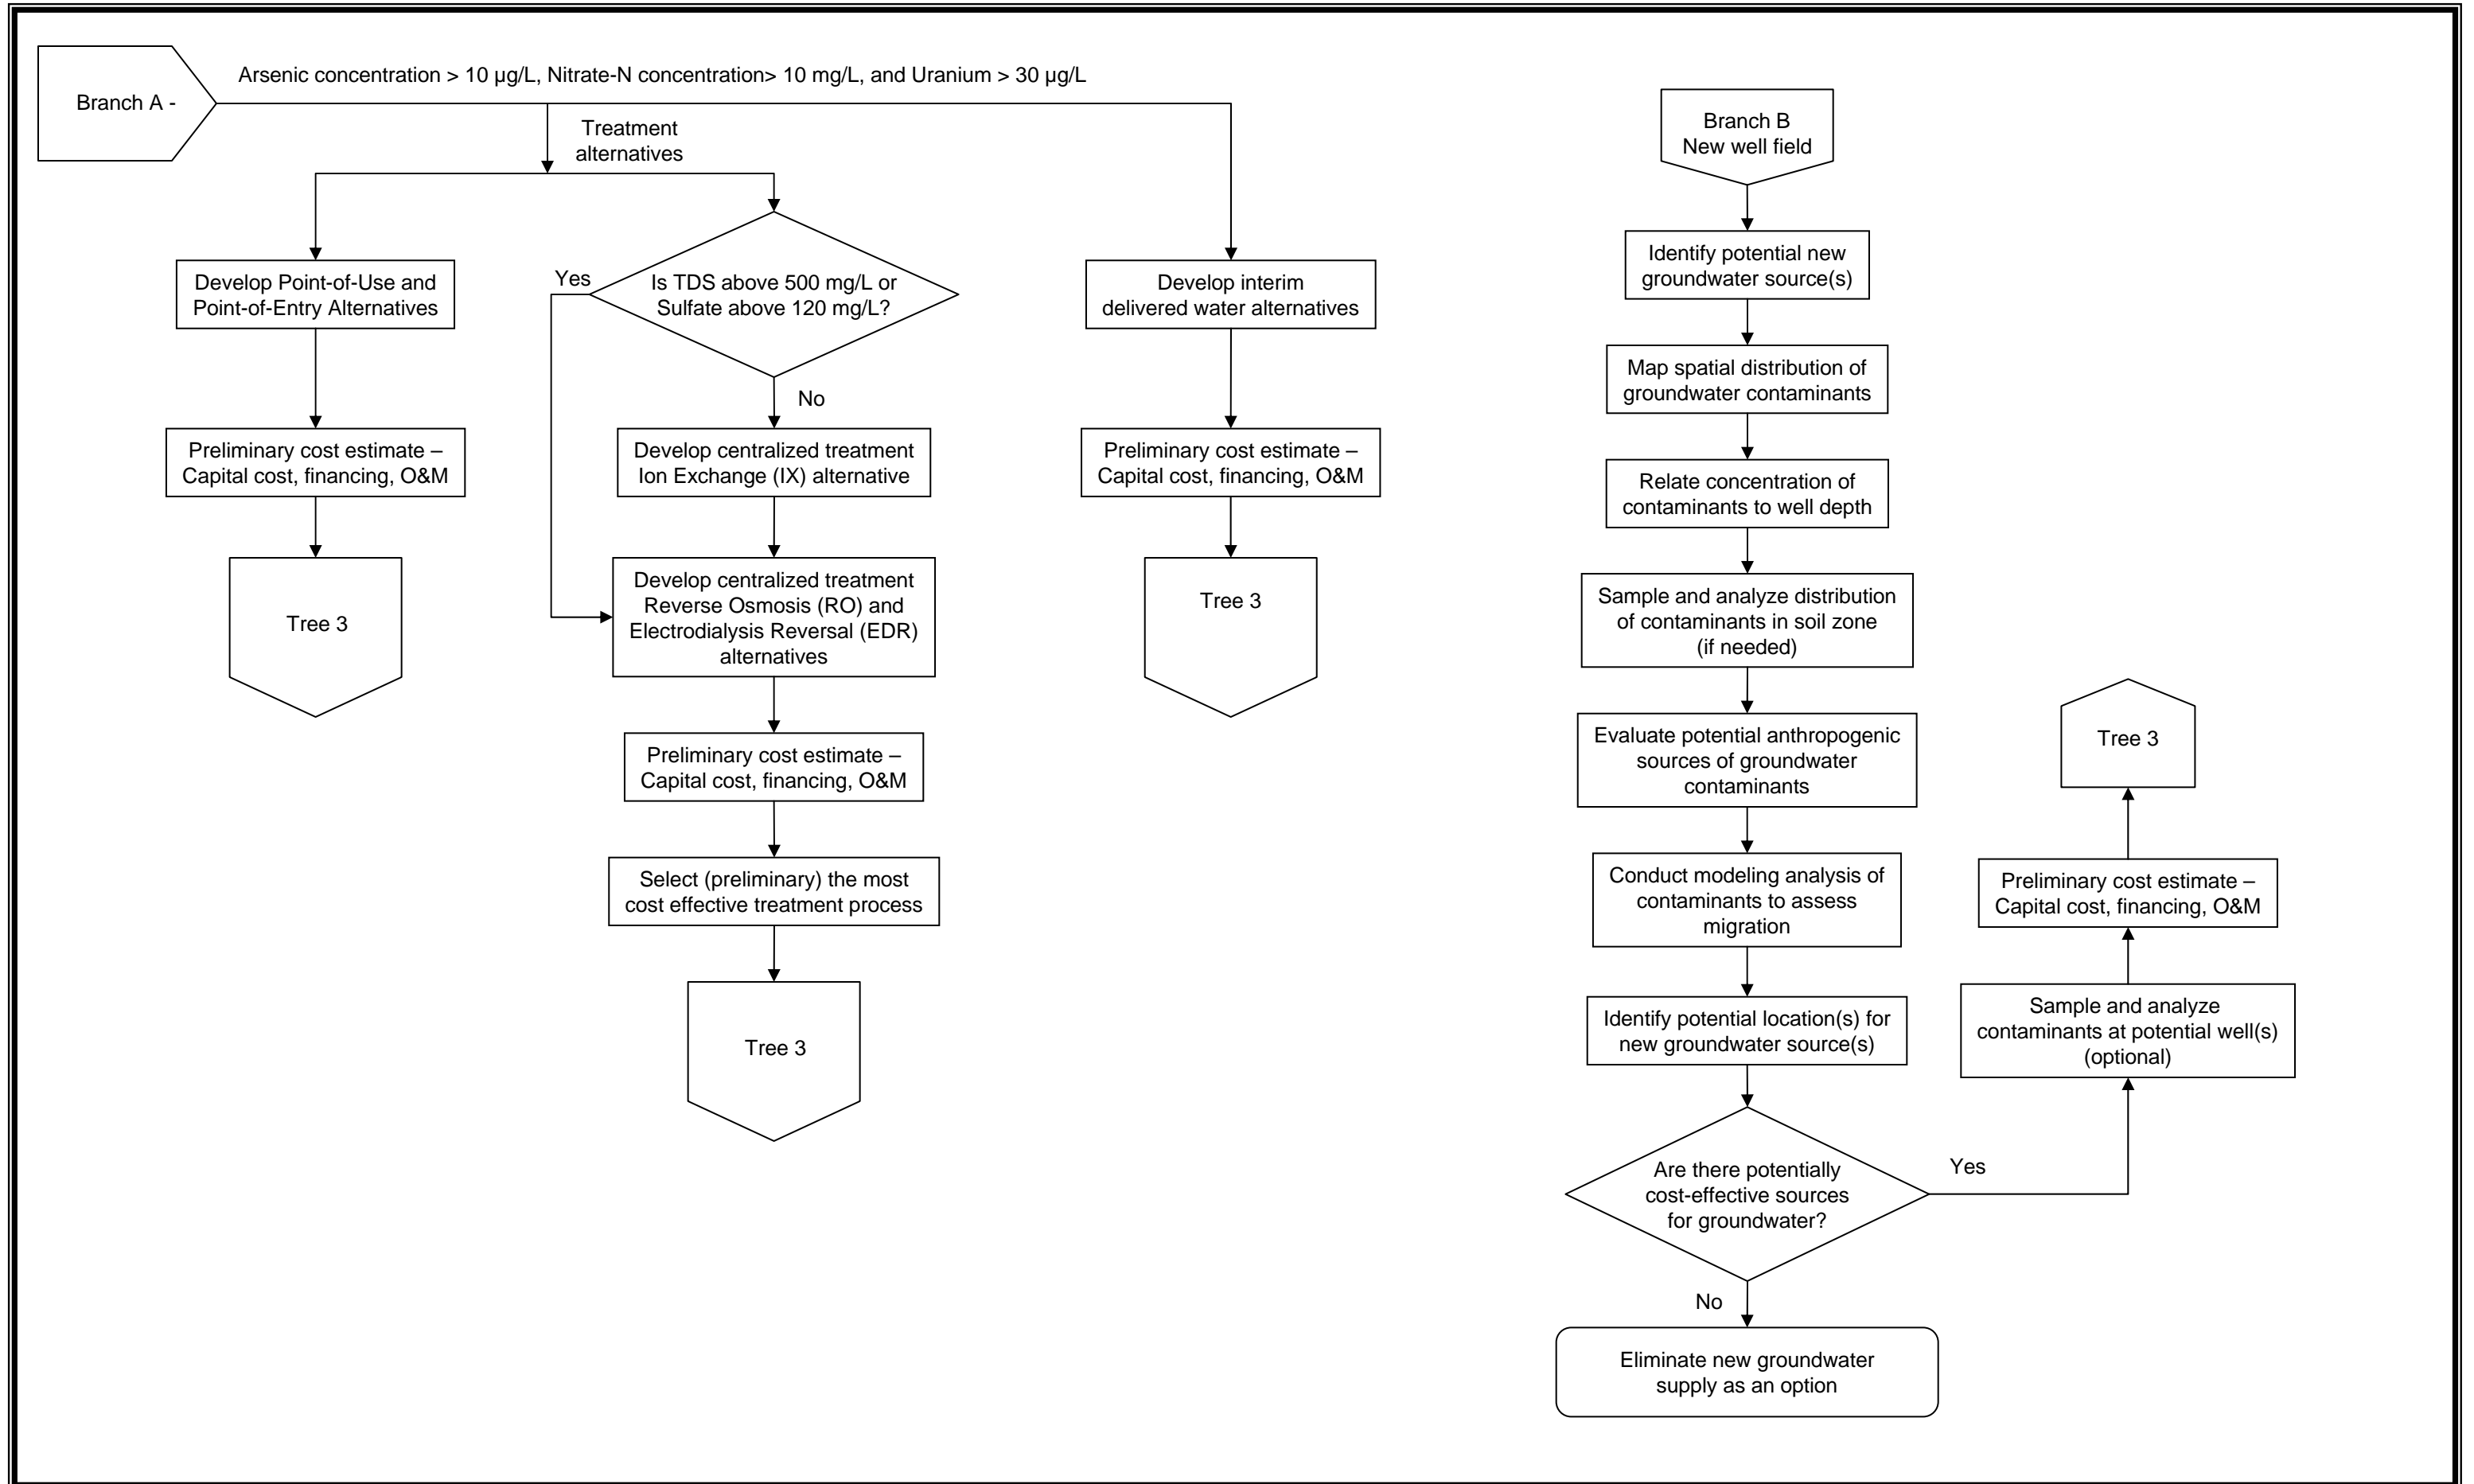 Branch A -
Arsenic concentration > 10 µg/L, Nitrate-N concentration> 10 mg/L, and Uranium > 30 µg/L
Treatment
alternatives
Develop Point-of-Use and
Point-of-Entry Alternatives
Preliminary cost estimate –
Capital cost, financing, O&M
Tree 3
Is TDS above 500 mg/L or
Sulfate above 120 mg/L?
Yes
No
Develop centralized treatment
Ion Exchange (IX) alternative
Develop centralized treatment
Reverse Osmosis (RO) and
Electrodialysis Reversal (EDR)
alternatives
Preliminary cost estimate –
Capital cost, financing, O&M
Select (preliminary) the most
cost effective treatment process
Tree 3
Develop interim
delivered water alternatives
Preliminary cost estimate –
Capital cost, financing, O&M
Tree 3
Branch B
New well field
Identify potential new
groundwater source(s)
Map spatial distribution of
groundwater contaminants
Relate concentration of
contaminants to well depth
Sample and analyze distribution
of contaminants in soil zone
(if needed)
Evaluate potential anthropogenic
sources of groundwater
contaminants
Conduct modeling analysis of
contaminants to assess
migration
Identify potential location(s) for
new groundwater source(s)
Are there potentially
cost-effective sources
for groundwater?
Yes
Sample and analyze
contaminants at potential well(s)
(optional)
Preliminary cost estimate –
Capital cost, financing, O&M
Tree 3
No
Eliminate new groundwater
supply as an option